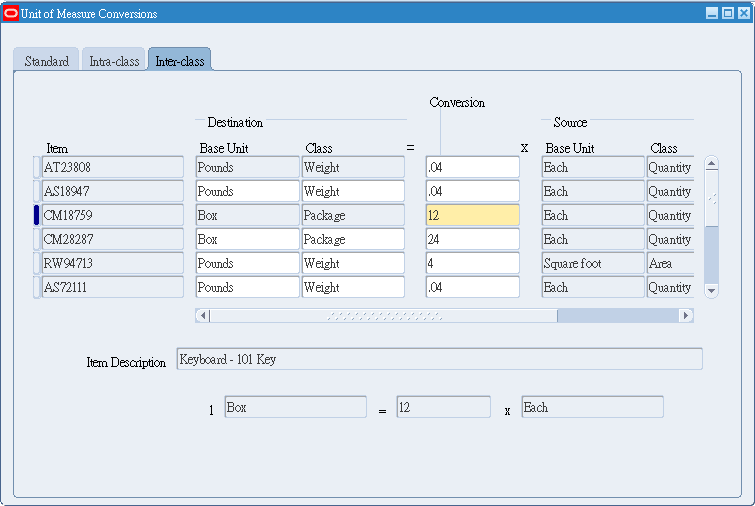 Unit of Measure Conversions
Standard Intra-class Inter-class
Conversion
Destination Source
Item Base Unit Class = x Base Unit Class
AT23808 Pounds Weight .04 Each Quantity
AS18947 Pounds Weight .04 Each Quantity
CM18759 Box Package 12 Each Quantity
CM28287 Box Package 24 Each Quantity
RW94713 Pounds Weight 4 Square foot Area
AS72111 Pounds Weight .04 Each Quantity
Item Description Keyboard - 101 Key
1 Box = 12 x Each